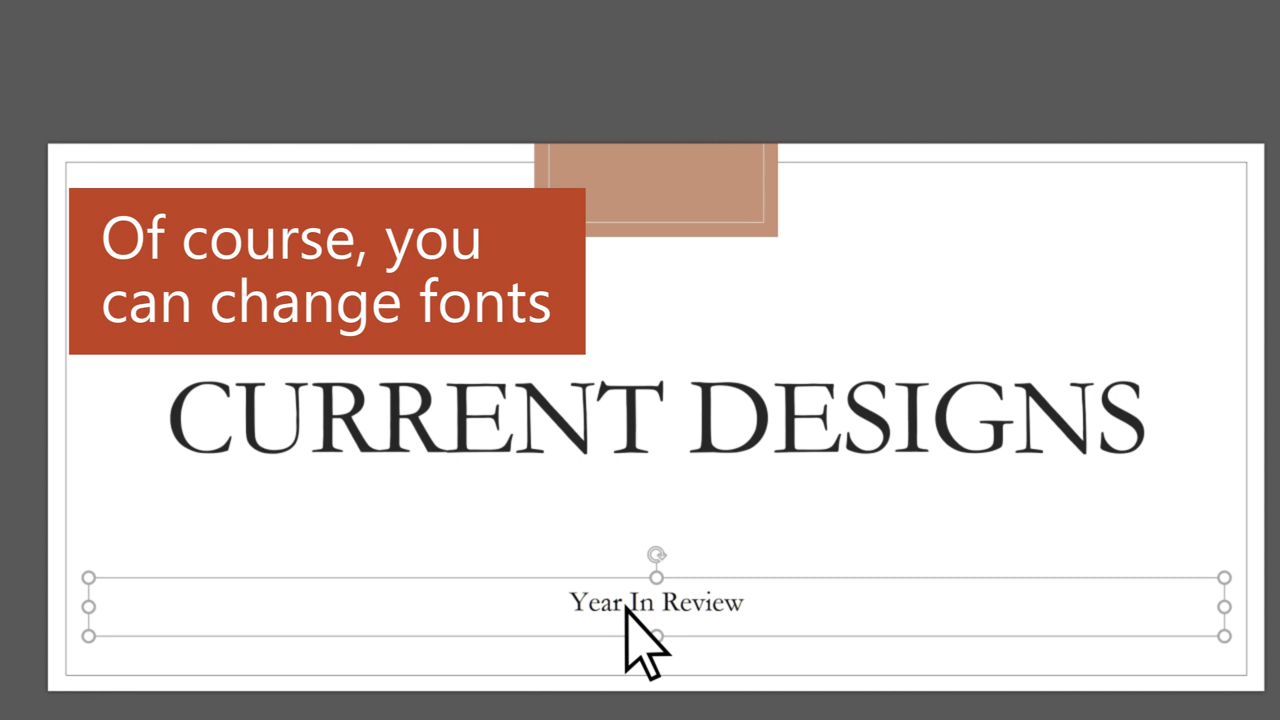 Of course, you
can change fonts
CURRENT DESIGNS
Year In Review